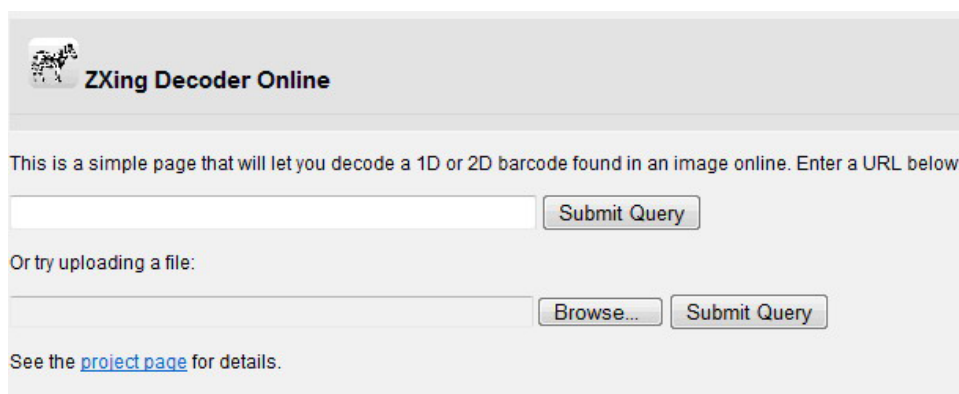 ZXing Decoder Online
This is a simple page that will let you decode a 1D or 2D barcode found in an image online. Enter a URL below
Submit Query
Or try uploading a file:
Browse... Submit Query
See the project page for details.